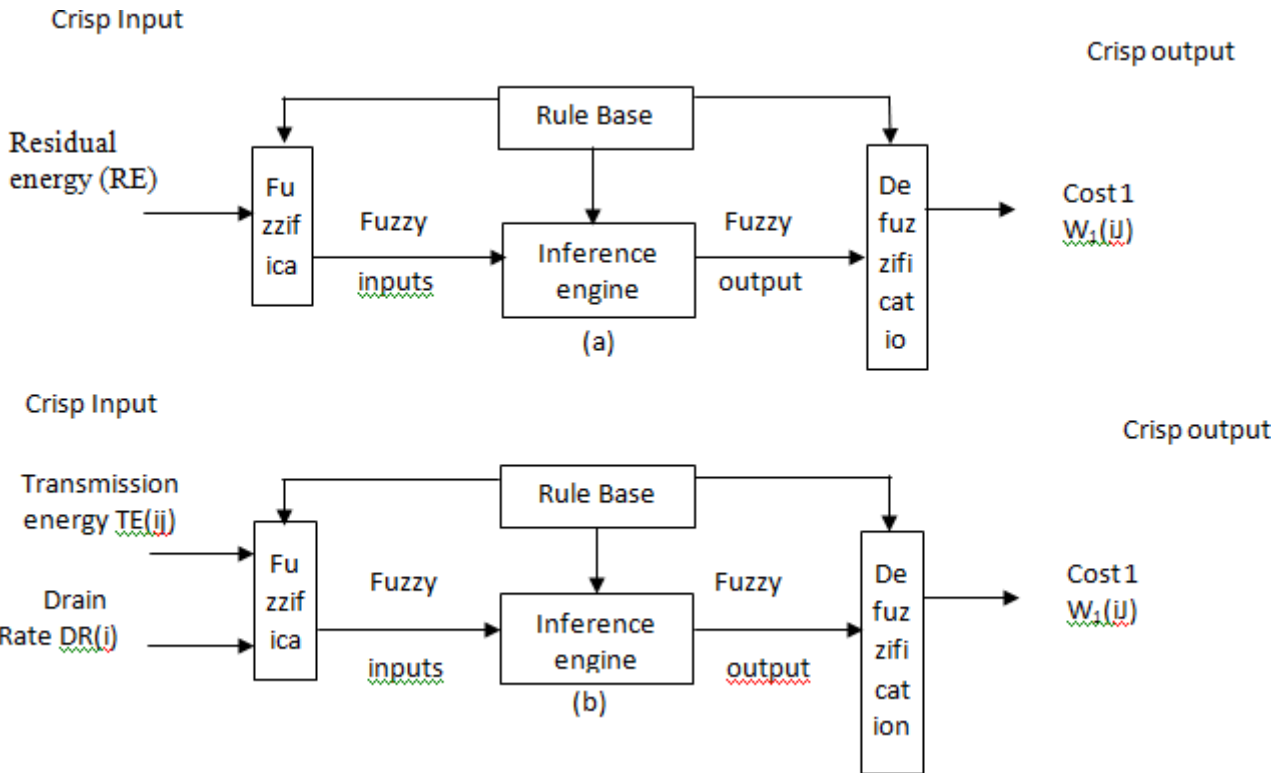 Crisp Input
Crisp output
Rule Base
Residual
energy (RE)
Fu
zzif
ica
Fuzzy
inputs
Inference
engine
Fuzzy
output
De
fuz
zifi
cat
io
Cost 1
W₁(iJ)
(a)
Crisp Input
Crisp output
Transmission
energy TE(ij)
Rule Base
Drain
Rate DR(i)
Fu
zzif
ica
Fuzzy
inputs
Inference
engine
Fuzzy
output
De
fuz
zifi
cat
ion
Cost 1
W₁(iJ)
(b)